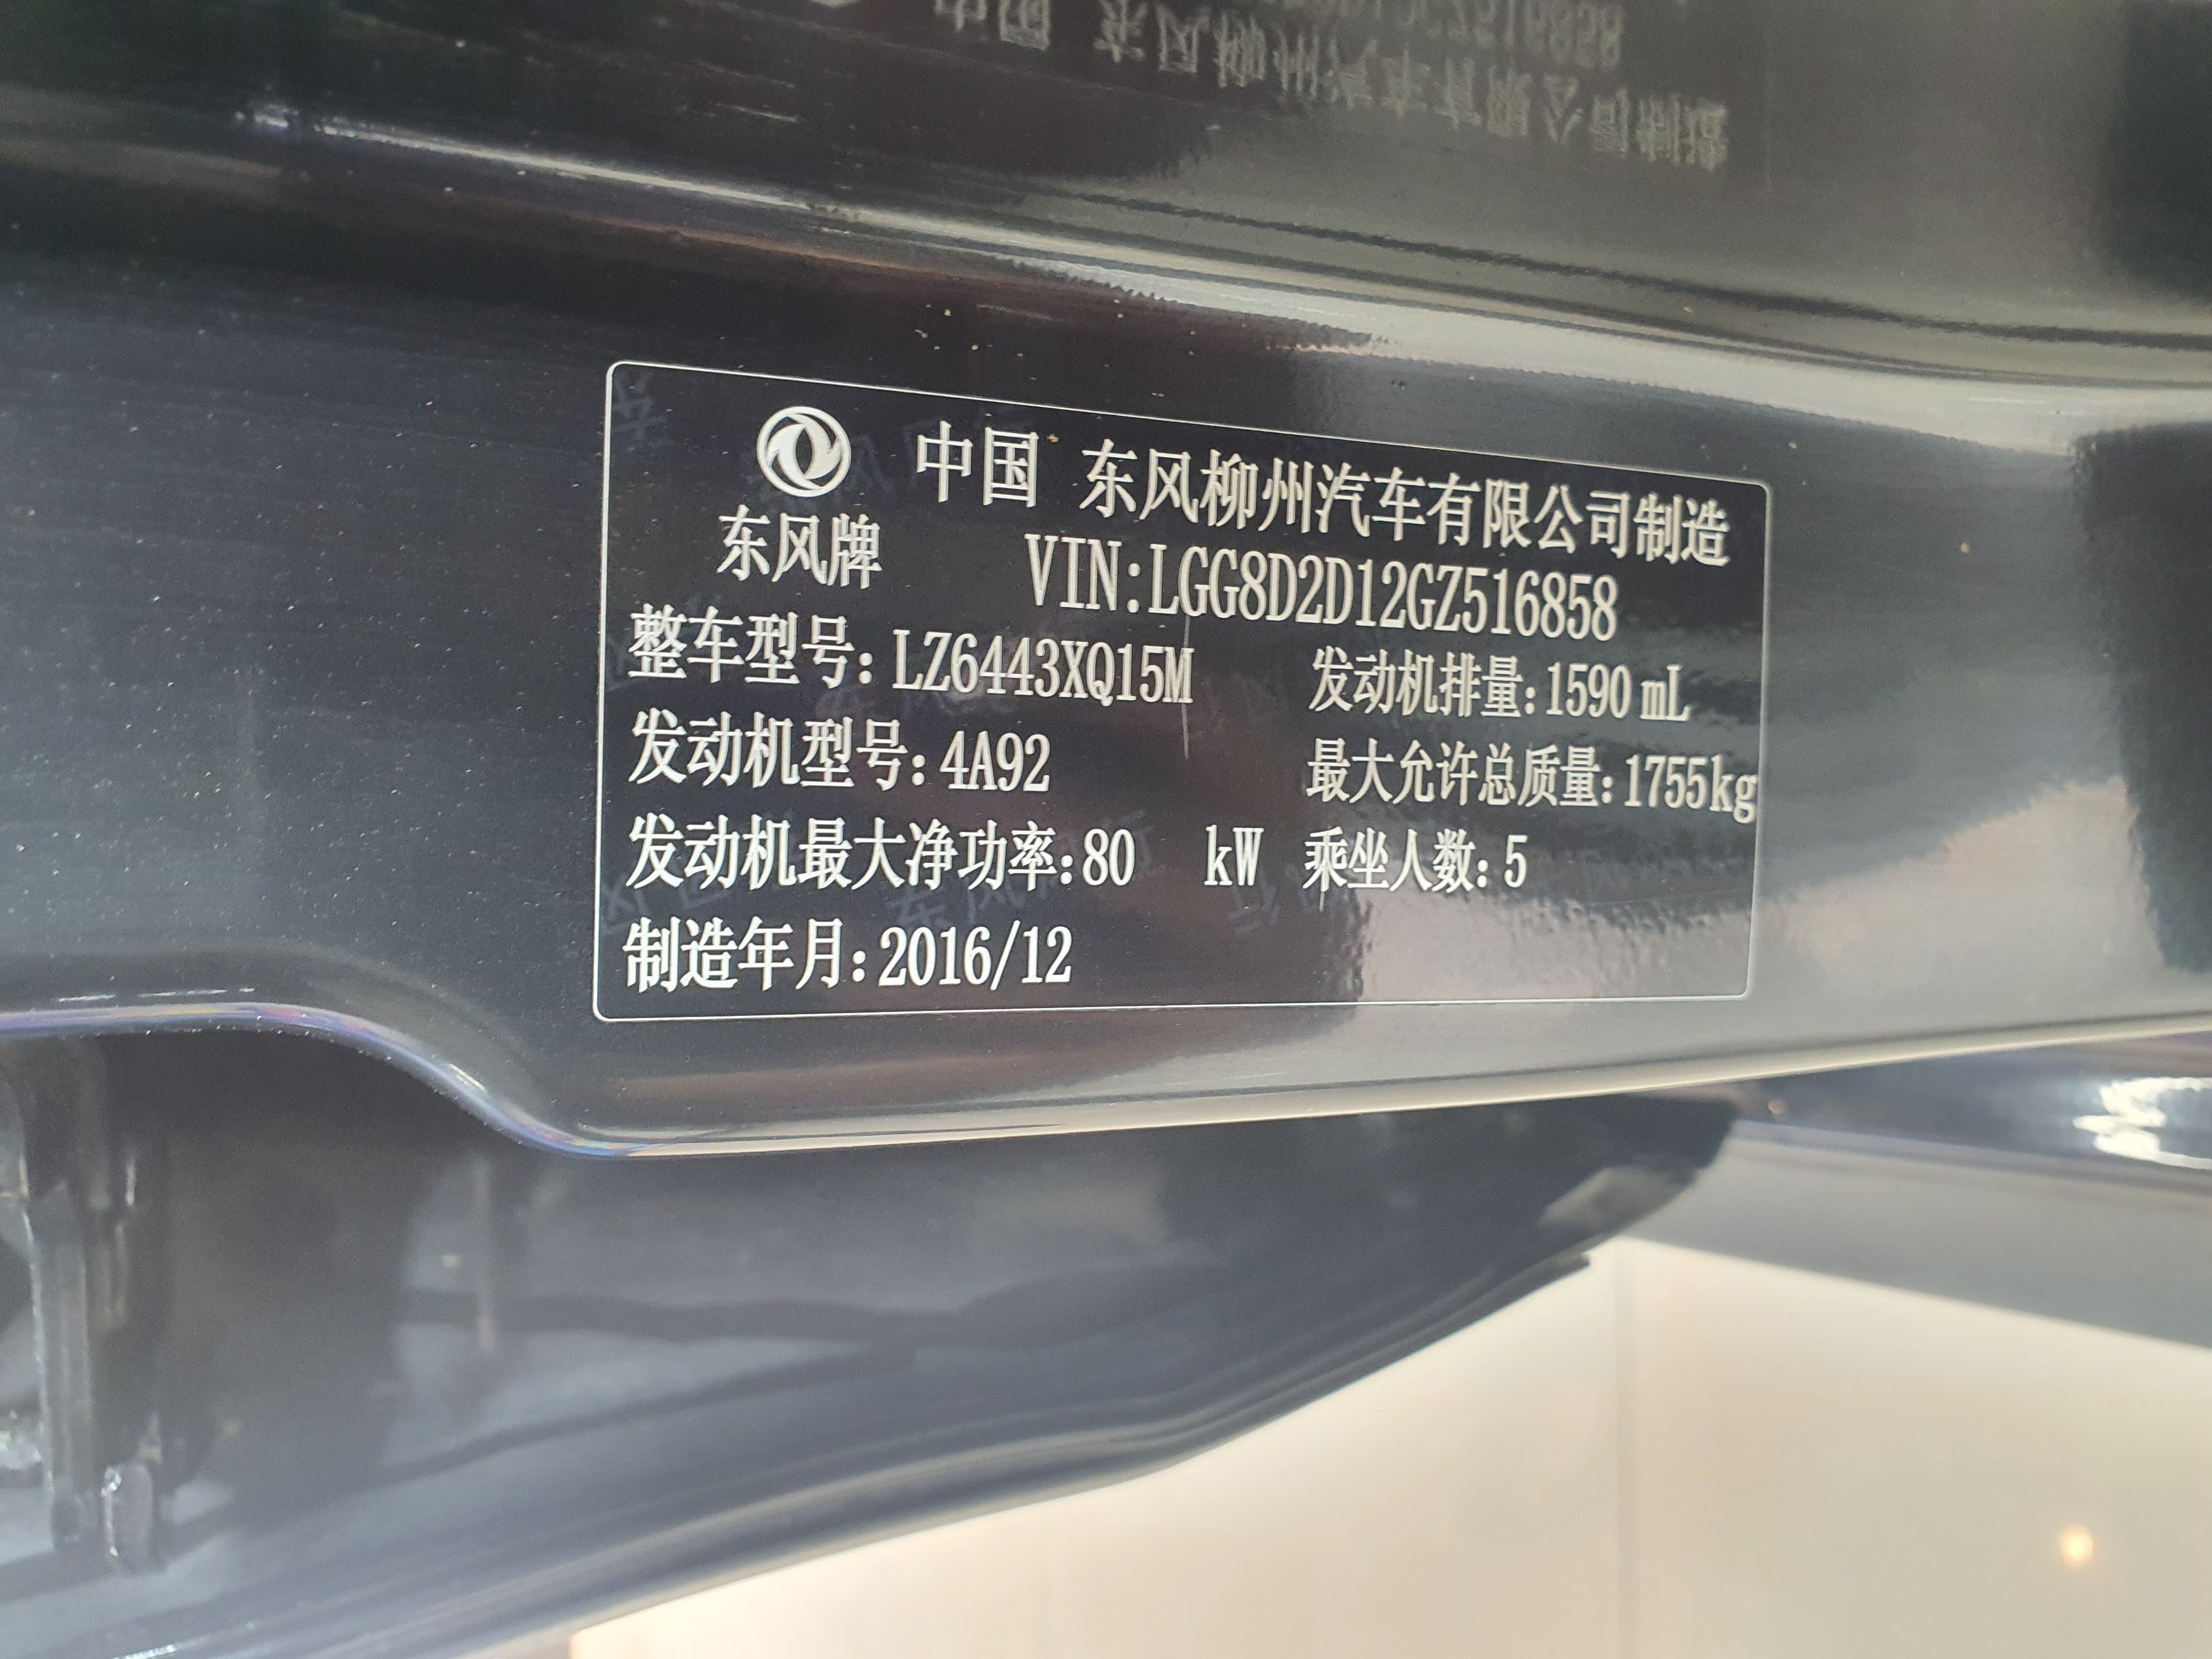 中国 东风柳州汽车有限公司制造
东风牌 VIN:LGG8D2D12GZ516858
整车型号:LZ6443XQ15M 发动机排量:1590 mL
发动机型号:4A92 最大允许总质量:1755kg
发动机最大净功率:80 kW 乘坐人数:5
制造年月:2016/12